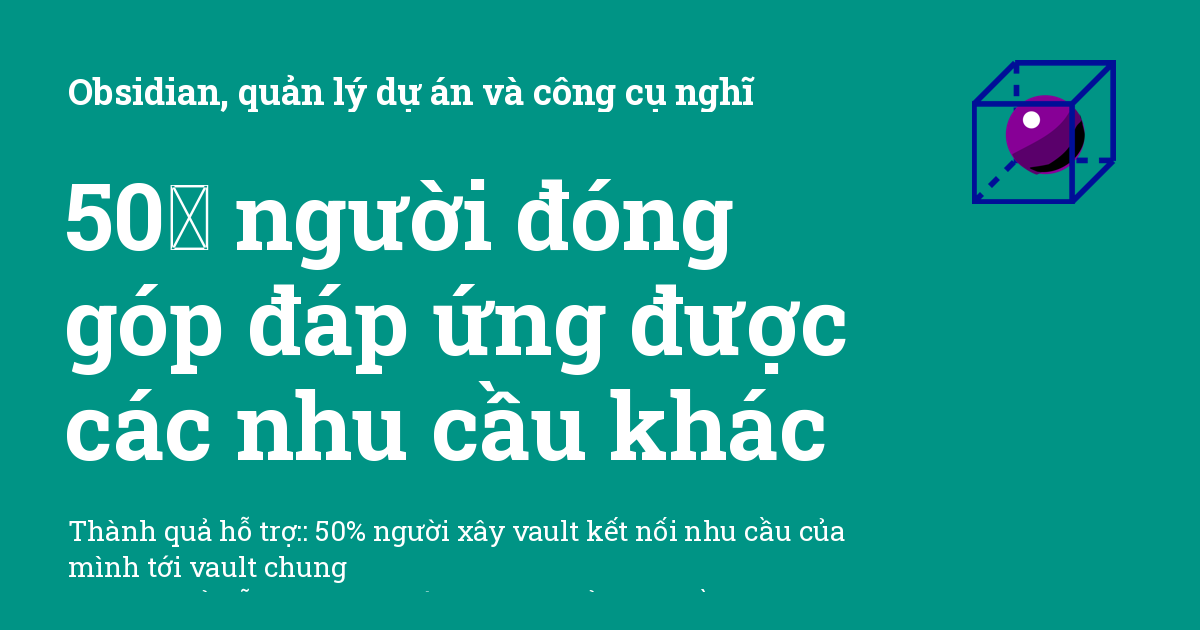 Obsidian, quản lý dự án và công cụ nghĩ
50 người đóng
góp đáp ứng được
các nhu cầu khác
Thành quả hỗ trợ:: 50% người xây vault kết nối nhu cầu của
mình tới vault chung